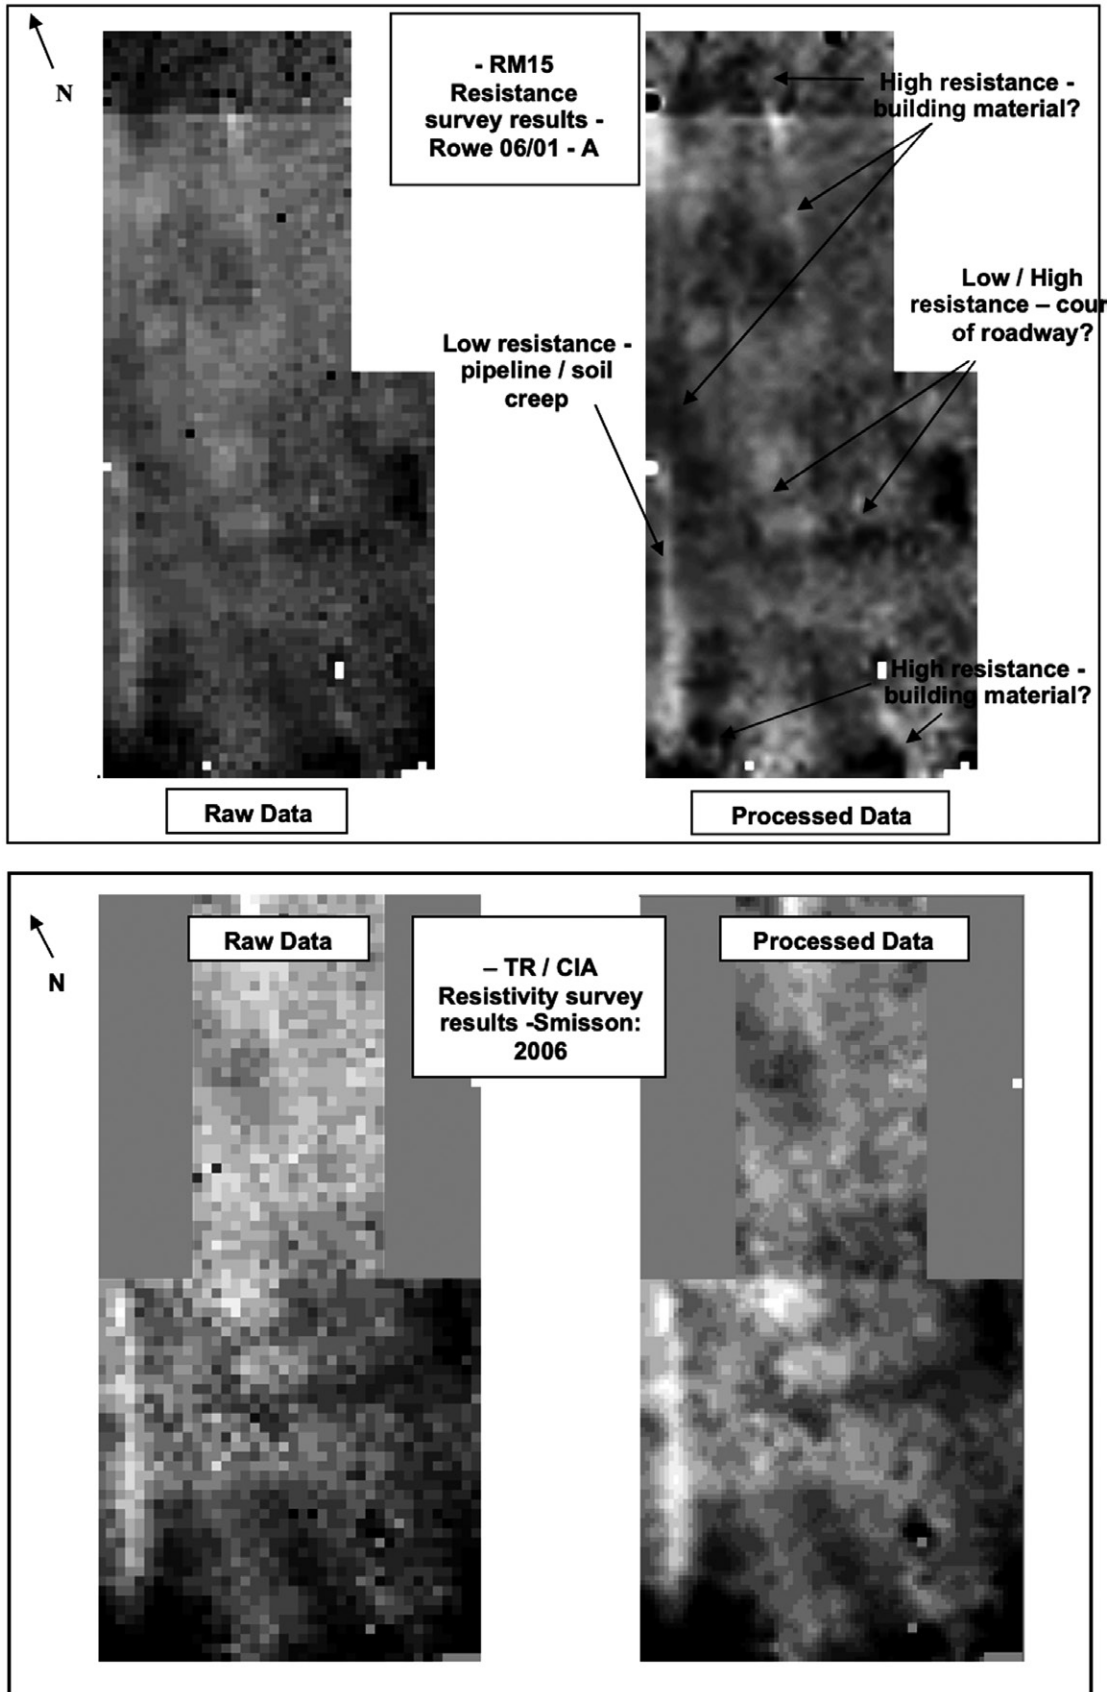 N
- RM15
Resistance
survey results -
Rowe 06/01 - A
High resistance -
building material?
Low / High
resistance – cour
of roadway?
Low resistance -
pipeline / soil
creep
High resistance -
building material?
Raw Data
Processed Data
N
Raw Data
– TR / CIA
Resistivity survey
results -Smisson:
2006
Processed Data